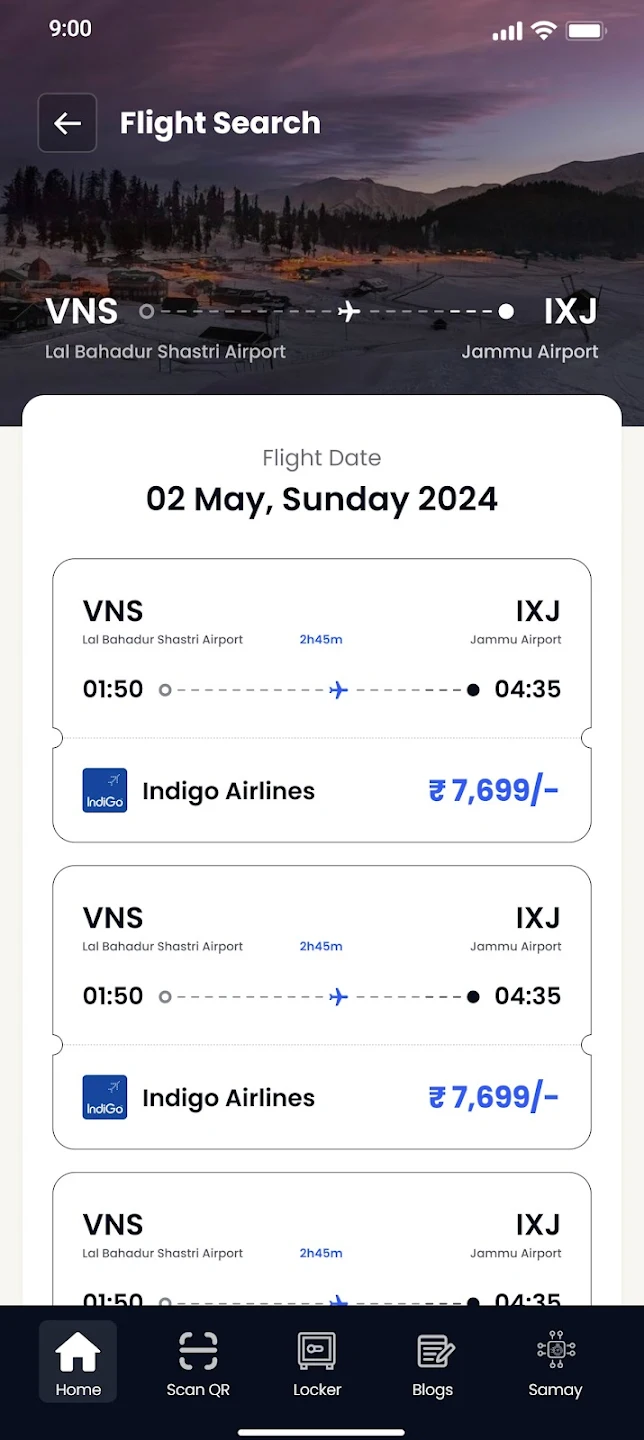 9:00
Flight Search
VNS IXJ
Lal Bahadur Shastri Airport Jammu Airport
Flight Date
02 May, Sunday 2024
VNS IXJ
Lal Bahadur Shastri Airport 2h45m Jammu Airport
01:50 04:35
IndiGo Indigo Airlines ₹ 7,699/-
VNS IXJ
Lal Bahadur Shastri Airport 2h45m Jammu Airport
01:50 04:35
IndiGo Indigo Airlines ₹ 7,699/-
VNS IXJ
Lal Bahadur Shastri Airport 2h45m Jammu Airport
01:50 04:35
Home Scan QR Locker Blogs Samay